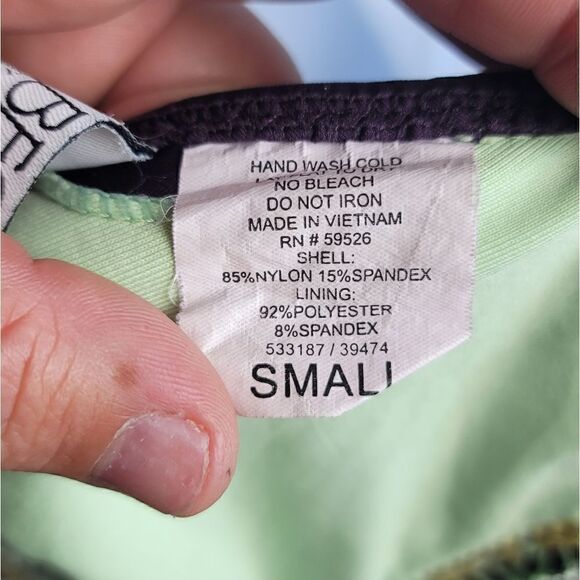 HAND WASH COLD
NO BLEACH
DO NOT IRON
MADE IN VIETNAM
RN # 59526
SHELL:
85%NYLON 15%SPANDEX
LINING:
92%POLYESTER
8%SPANDEX
533187 / 39474
SMALL